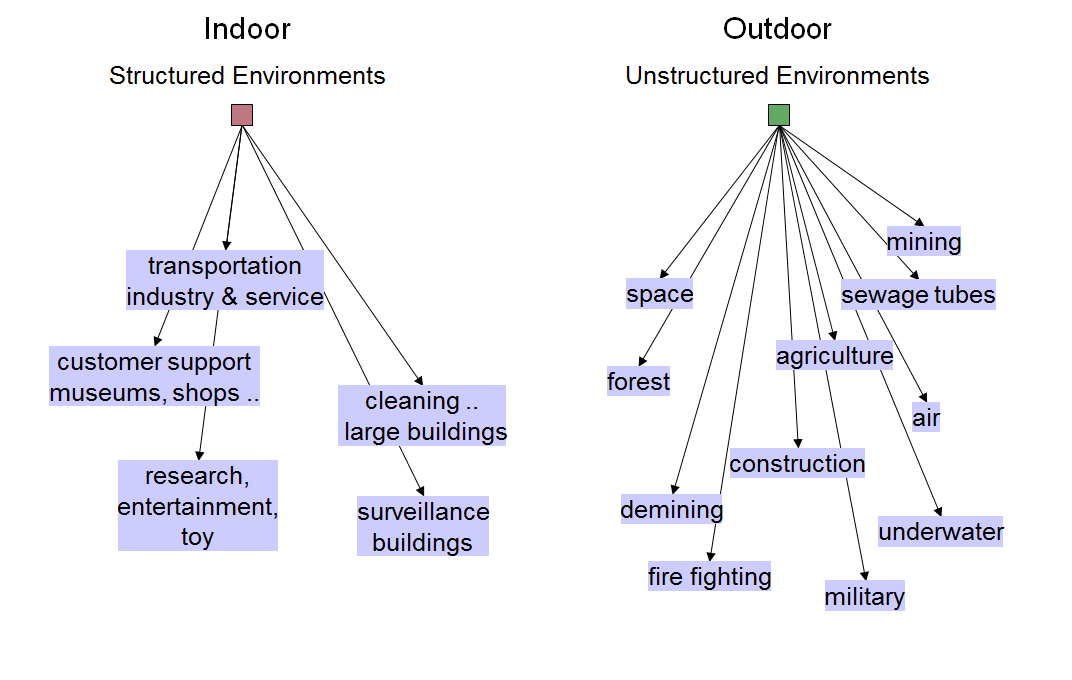 Indoor
Structured Environments
transportation
industry & service
customer support
museums, shops ..
cleaning ..
large buildings
research,
entertainment,
toy
surveillance
buildings
Outdoor
Unstructured Environments
mining
space
sewage tubes
agriculture
forest
air
construction
demining
underwater
fire fighting
military